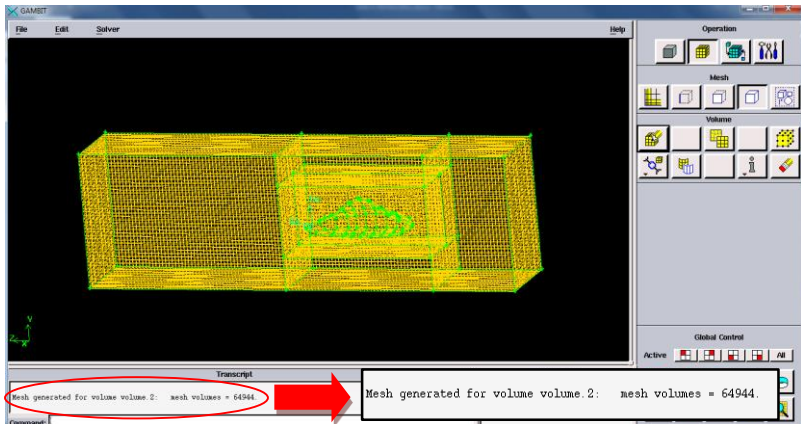 GAMBIT
File Edit Solver Help
Operation
Mesh
Volume
Y
Z X
Global Control
Active All
Transcript
Mesh generated for volume volume.2: mesh volumes = 64944.
Mesh generated for volume volume.2: mesh volumes = 64944.
Command: